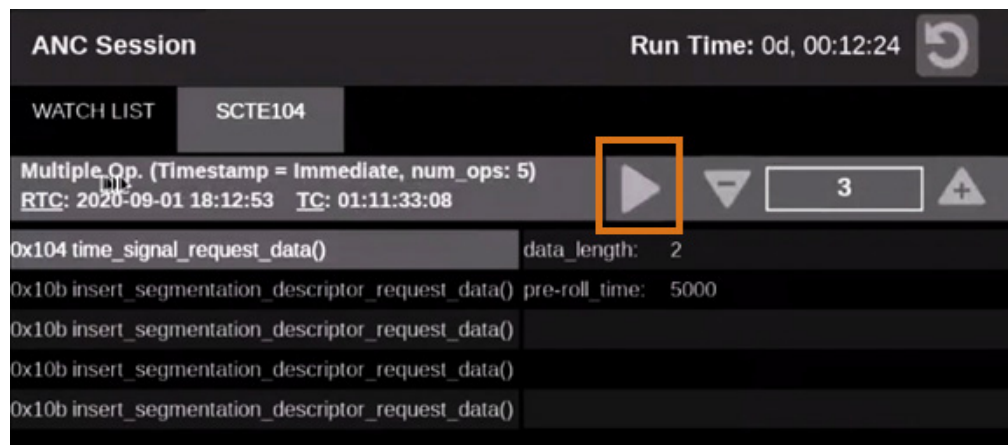 ANC Session
Run Time: 0d, 00:12:24
WATCH LIST
SCTE104
Multiple Op. (Timestamp = Immediate, num_ops: 5)
RTC: 2020-09-01 18:12:53 TC: 01:11:33:08
3
0x104 time_signal_request_data()
data_length: 2
0x10b insert_segmentation_descriptor_request_data()
pre-roll_time: 5000
0x10b insert_segmentation_descriptor_request_data()
0x10b insert_segmentation_descriptor_request_data()
0x10b insert_segmentation_descriptor_request_data()